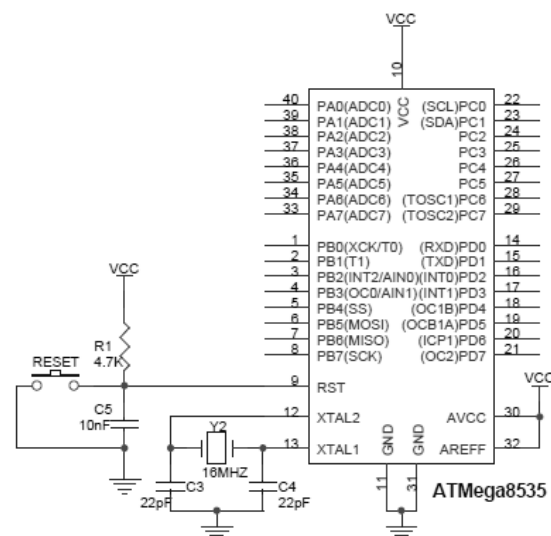 VCC
10
VCC
40 PA0(ADC0) (SCL)PC0 22
39 PA1(ADC1) (SDA)PC1 23
38 PA2(ADC2) PC2 24
37 PA3(ADC3) PC3 25
36 PA4(ADC4) PC4 26
35 PA5(ADC5) PC5 27
34 PA6(ADC6) (TOSC1)PC6 28
33 PA7(ADC7) (TOSC2)PC7 29
1 PB0(XCK/T0) (RXD)PD0 14
2 PB1(T1) (TXD)PD1 15
3 PB2(INT2/AIN0) (INT0)PD2 16
4 PB3(OC0/AIN1) (INT1)PD3 17
5 PB4(SS) (OC1B)PD4 18
6 PB5(MOSI) (OCB1A)PD5 19
7 PB6(MISO) (ICP1)PD6 20
8 PB7(SCK) (OC2)PD7 21
VCC
R1
4.7K
RESET
C5
10nF
9 RST
12 XTAL2
13 XTAL1
Y2
16MHZ
C3
22pF
C4
22pF
GND
11
GND
31
VCC
AVCC 30
AREFF 32
ATMega8535